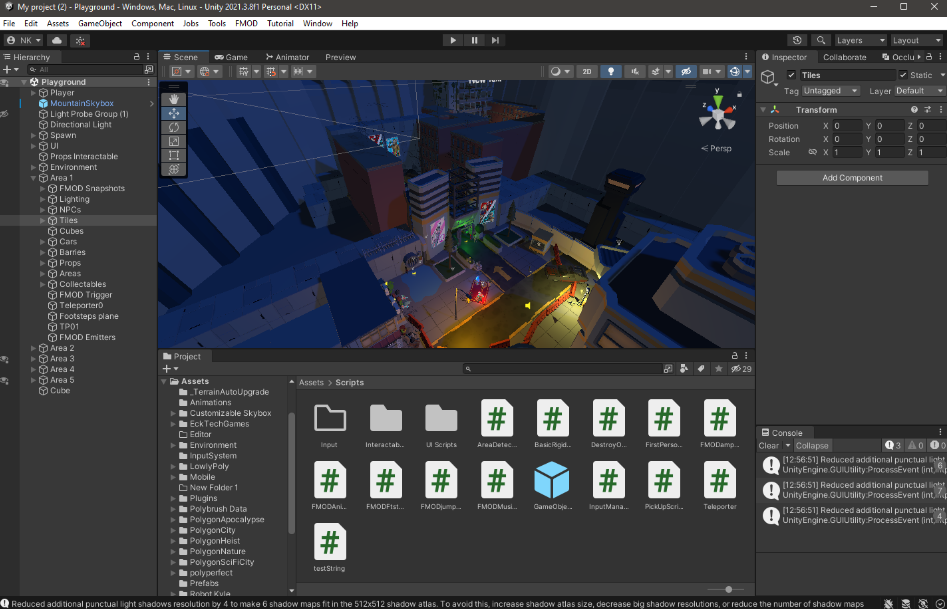 My project (2) - Playground - Windows, Mac, Linux - Unity 2021.3.8f1 Personal <DX11>
File Edit Assets GameObject Component Jobs Tools FMOD Tutorial Window Help
NK Layers Layout
Hierarchy
All
Playground
Player
MountainSkybox
Light Probe Group (1)
Directional Light
Spawn
UI
Props Interactable
Environment
Area 1
FMOD Snapshots
Lighting
NPCs
Tiles
Cubes
Cars
Barries
Props
Areas
Collectables
FMOD Trigger
Teleporter0
Footsteps plane
TP01
FMOD Emitters
Area 2
Area 3
Area 4
Area 5
Cube
Scene Game Animator Preview
2D
y
z
Persp
Project
29
Assets
_TerrainAutoUpgrade
Animations
Customizable Skybox
EckTechGames
Editor
Environment
InputSystem
LowlyPoly
Mobile
New Folder 1
Plugins
Polybrush Data
PolygonApocalypse
PolygonCity
PolygonHeist
PolygonNature
PolygonSciFiCity
polyperfect
Prefabs
Robot Kyle
Assets > Scripts
Input Interactab... UI Scripts AreaDetec... BasicRigid... DestroyO... FirstPerso... FMODAmp...
FMODAni... FMODFtst... FMODjump... FMODMusi... GameObje... InputMana... PickUpScri... Teleporter
testString
Inspector Collaborate Occlu
Tiles Static
Tag Untagged Layer Default
Transform
Position X 0 Y 0 Z 0
Rotation X 0 Y 0 Z 0
Scale X 1 Y 1 Z 1
Add Component
Console
Clear Collapse 3 0 0
[12:56:51] Reduced additional punctual light
UnityEngine.GUIUtility:ProcessEvent (int,
6
[12:56:51] Reduced additional punctual light
UnityEngine.GUIUtility:ProcessEvent (int,
7
[12:56:51] Reduced additional punctual light
UnityEngine.GUIUtility:ProcessEvent (int,
4
Reduced additional punctual light shadows resolution by 4 to make 6 shadow maps fit in the 512x512 shadow atlas. To avoid this, increase shadow atlas size, decrease big shadow resolutions, or reduce the number of shadow maps